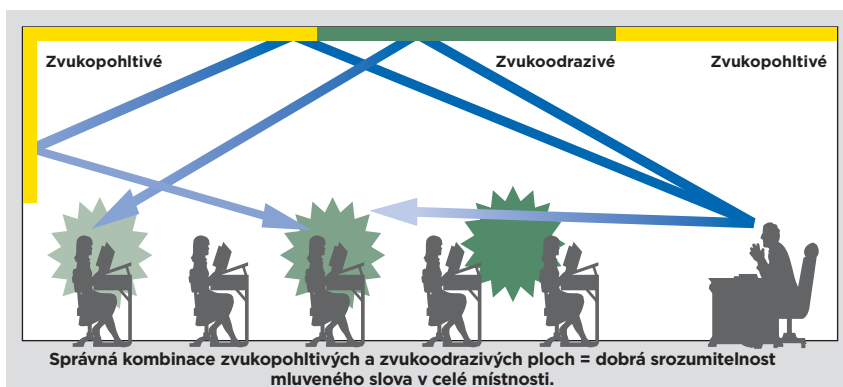 Zvukopohltivé
Zvukoodrazivé
Zvukopohltivé
Správná kombinace zvukopohltivých a zvukoodrazivých ploch = dobrá srozumitelnost
mluveného slova v celé místnosti.